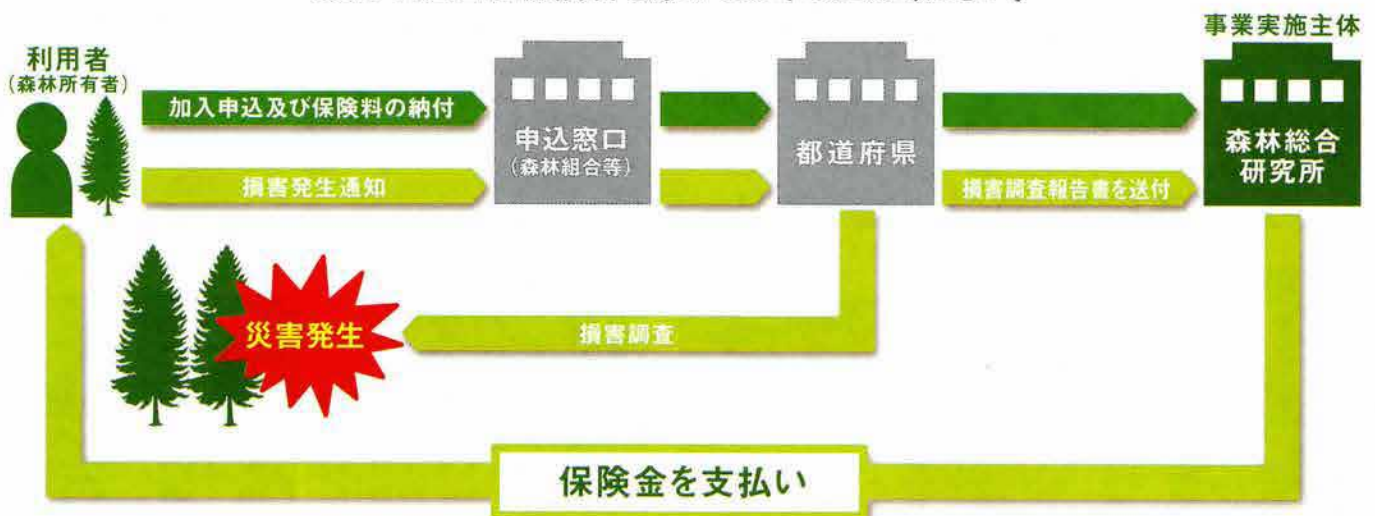 事業実施主体
利用者
(森林所有者)
加入申込及び保険料の納付
申込窓口
(森林組合等)
都道府県
森林総合
研究所
損害発生通知
損害調査報告書を送付
災害発生
損害調査
保険金を支払い